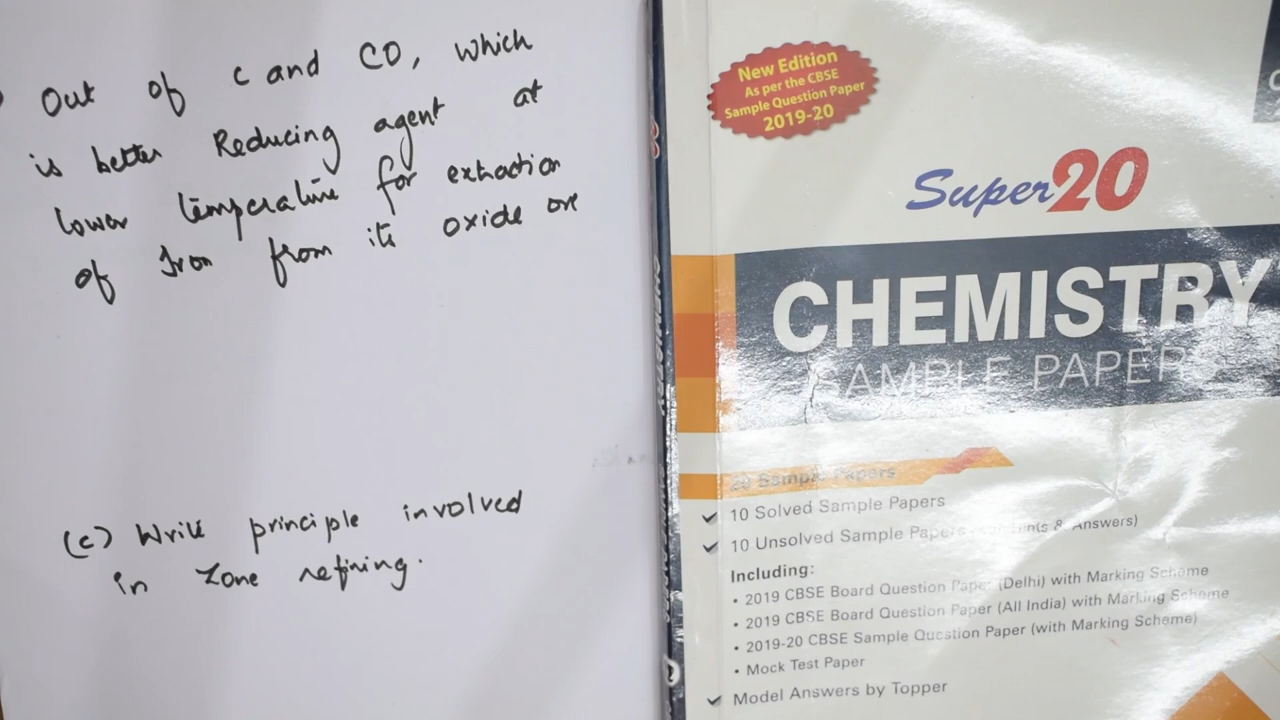 Out of C and CO, which
is better Reducing agent at
lower temperature for extraction
of Iron from its oxide ore
(c) Write principle involved
in Zone refining.
New Edition
As per the CBSE
Sample Question Paper
2019-20
Super20
CHEMISTRY
SAMPLE PAPERS
20 Sample Papers
10 Solved Sample Papers
10 Unsolved Sample Papers & Answers)
Including:
• 2019 CBSE Board Question Paper (Delhi) with Marking Scheme
• 2019 CBSE Board Question Paper (All India) with Marking Scheme
• 2019-20 CBSE Sample Question Paper (with Marking Scheme)
• Mock Test Paper
Model Answers by Topper